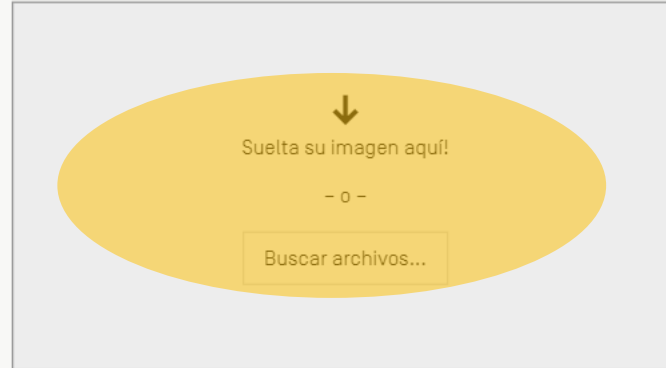 Suelta su imagen aquí!
– o –
Buscar archivos...